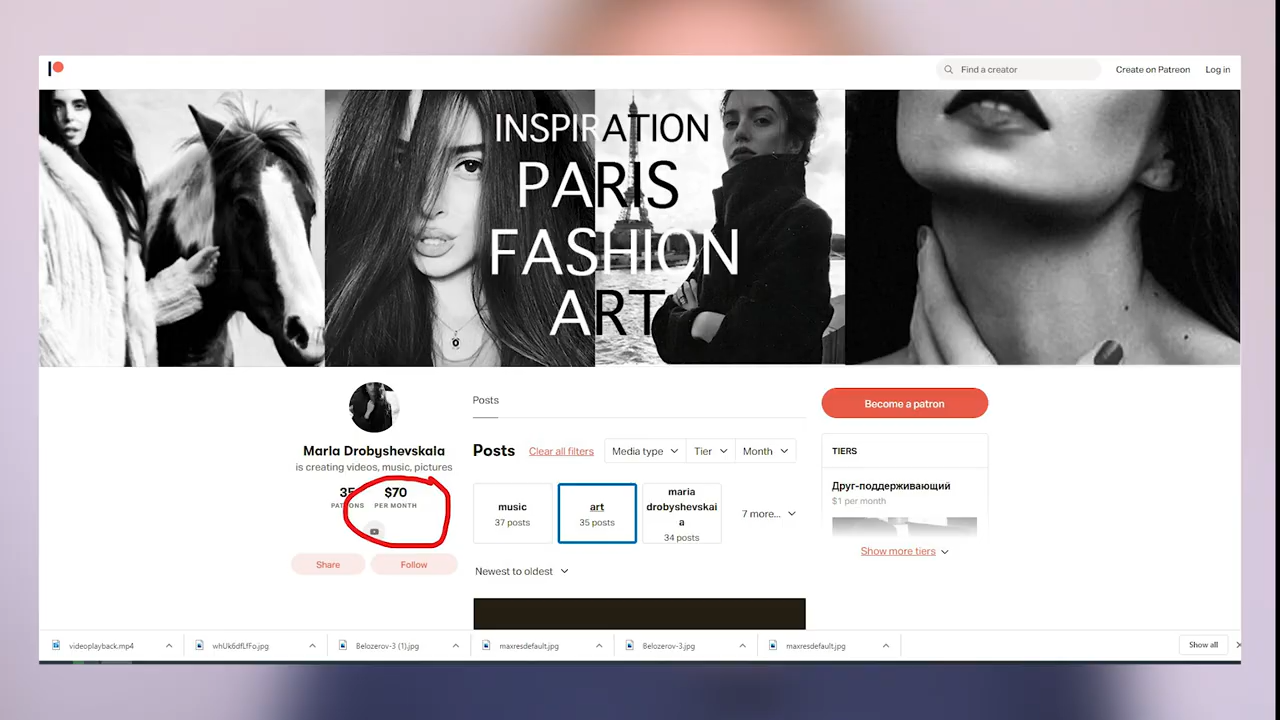 Find a creator
Create on Patreon
Log in
INSPIRATION
PARIS
FASHION
ART
Maria Drobyshevskaia
is creating videos, music, pictures
35
PATRONS
$70
PER MONTH
Share
Follow
Posts
Posts
Clear all filters
Media type
Tier
Month
music
37 posts
art
35 posts
maria
drobyshevskai
a
34 posts
7 more...
Newest to oldest
Become a patron
TIERS
Друг-поддерживающий
$1 per month
Show more tiers
videoplayback.mp4
whUk6dfLfFo.jpg
Belozerov-3 (1).jpg
maxresdefault.jpg
Belozerov-3.jpg
maxresdefault.jpg
Show all